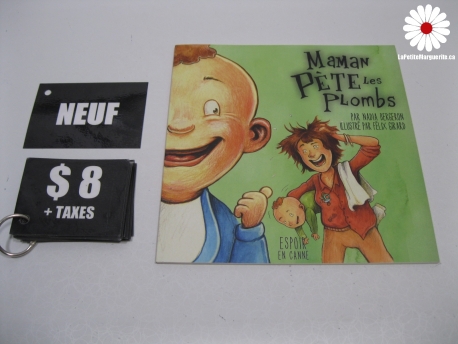 LaPetiteMarguerite.ca
NEUF
$ 8
+ TAXES
MAMAN
PÈTE LES
PLOMBS
PAR NADIA BERGERON
ILLUSTRÉ PAR FÉLIX GIRARD
ESPOIR
EN CANNE